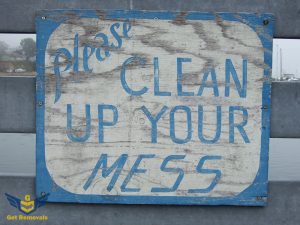 Please
CLEAN
UP YOUR
MESS
Get Removals